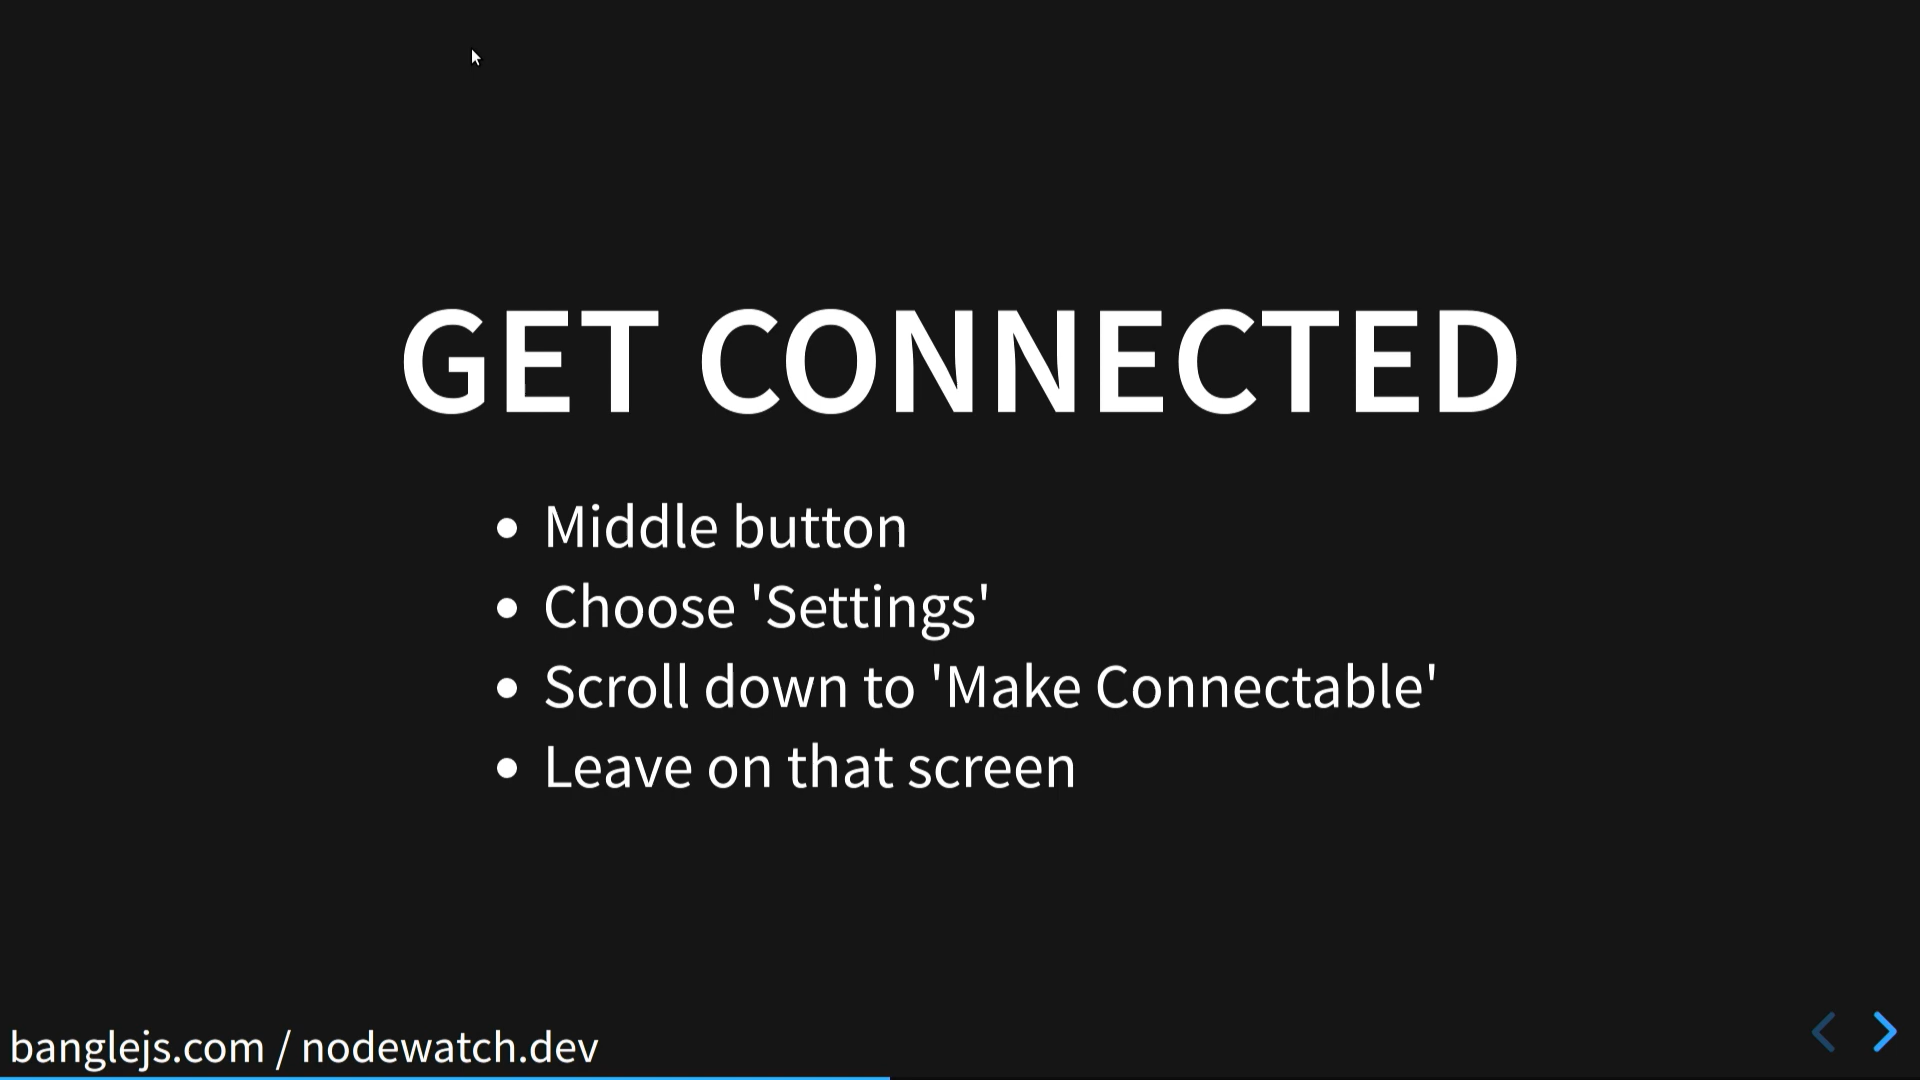 GET CONNECTED
Middle button
Choose 'Settings'
Scroll down to 'Make Connectable'
Leave on that screen
banglejs.com / nodewatch.dev